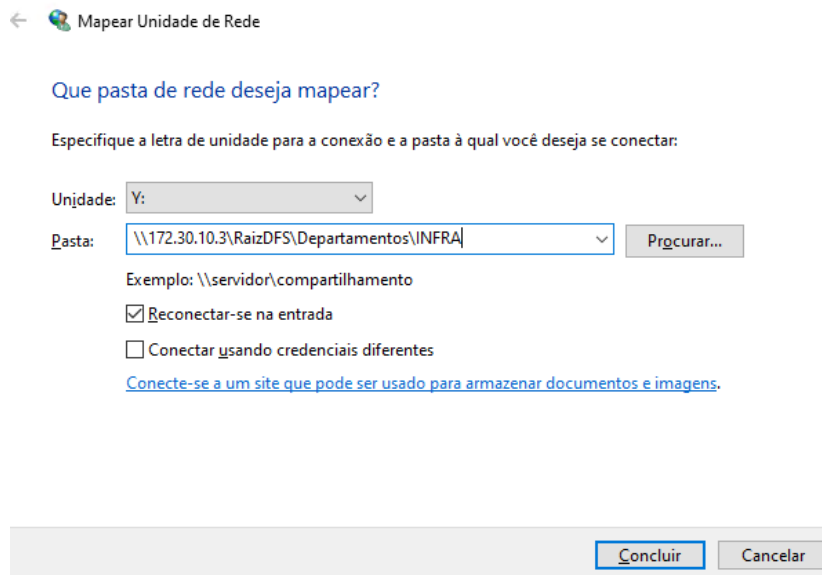 Mapear Unidade de Rede
Que pasta de rede deseja mapear?
Especifique a letra de unidade para a conexão e a pasta à qual você deseja se conectar:
Unidade: Y:
Pasta: \\172.30.10.3\RaizDFS\Departamentos\INFRA Procurar...
Exemplo: \\servidor\compartilhamento
Reconectar-se na entrada
Conectar usando credenciais diferentes
Conecte-se a um site que pode ser usado para armazenar documentos e imagens.
Concluir Cancelar